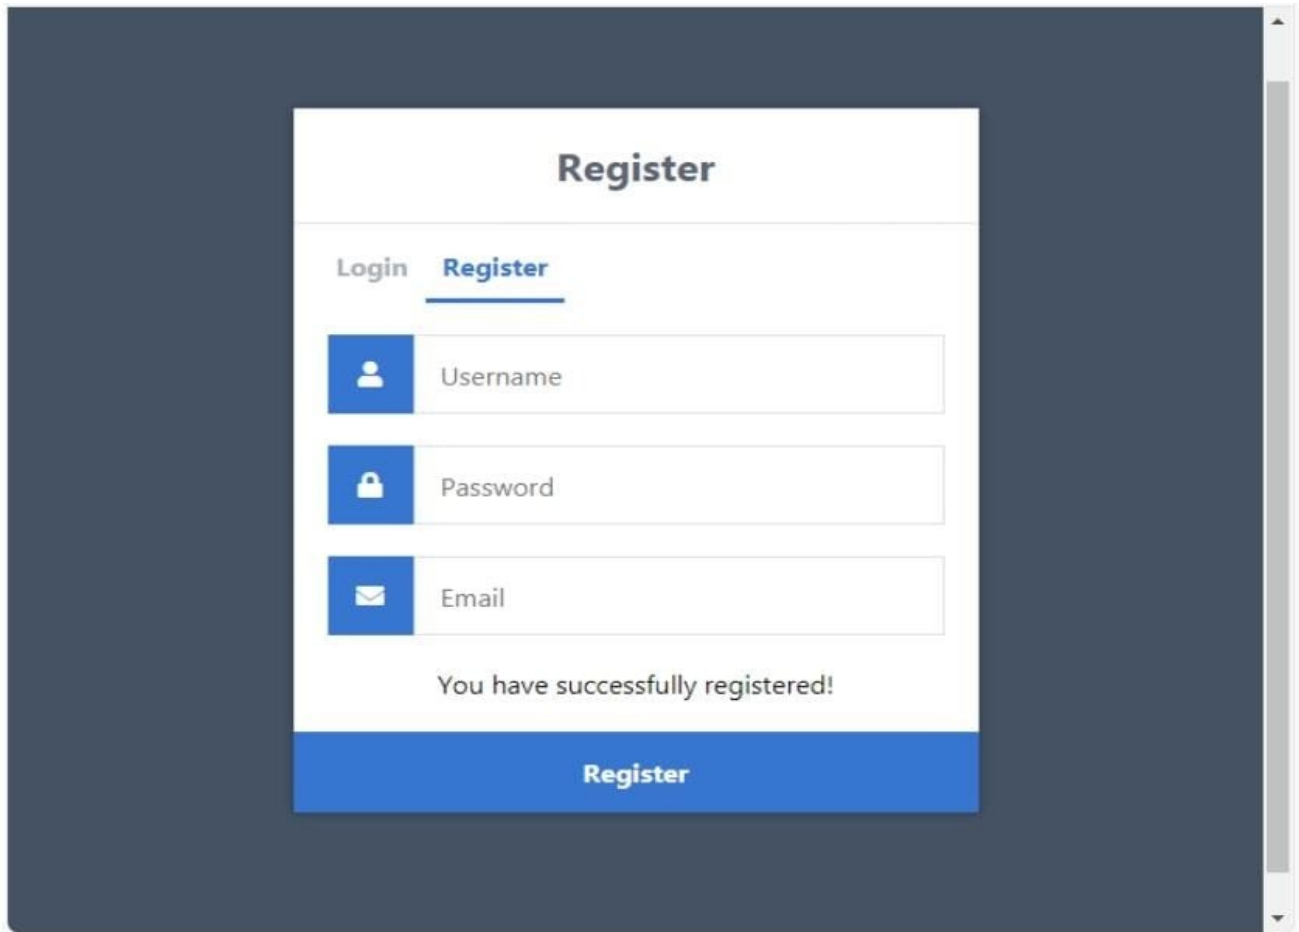 Register
Login Register
Username
Password
Email
You have successfully registered!
Register